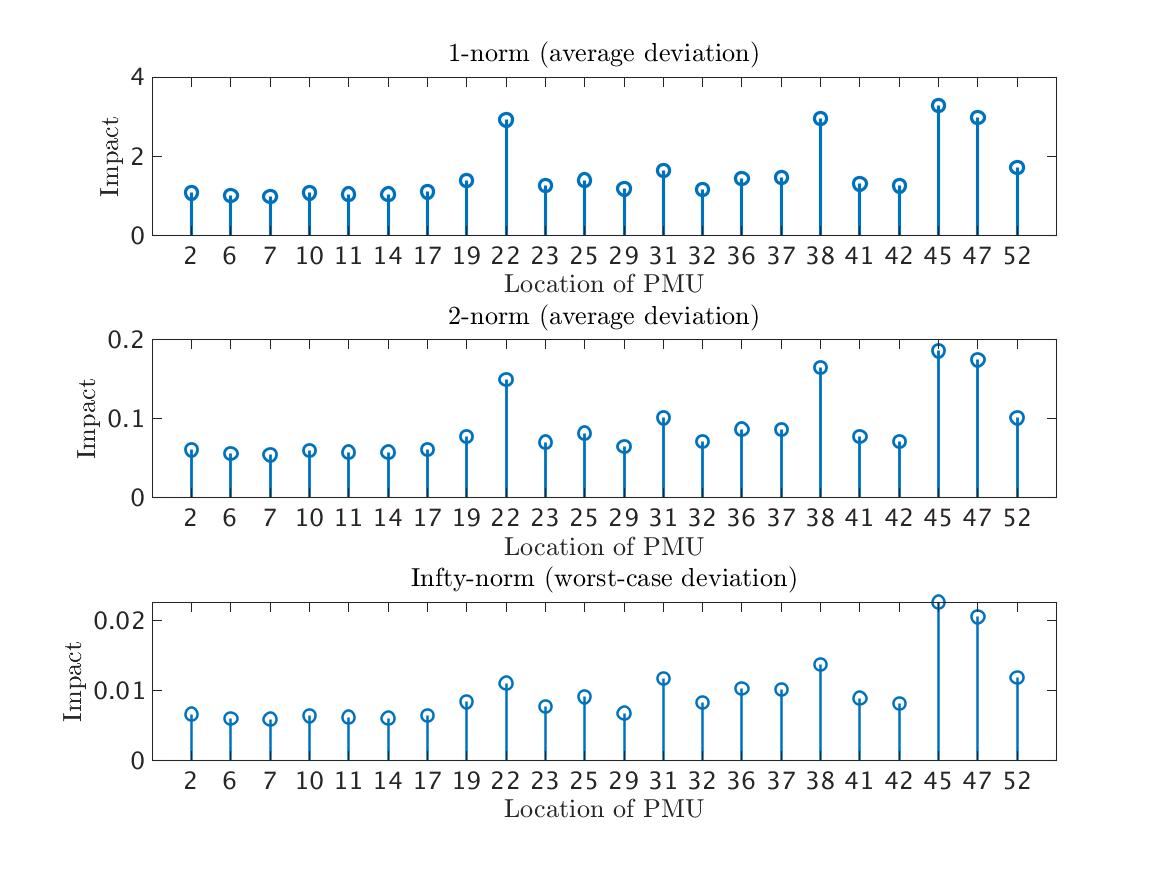 1-norm (average deviation)
4
2
0
Impact
2 6 7 10 11 14 17 19 22 23 25 29 31 32 36 37 38 41 42 45 47 52
Location of PMU
2-norm (average deviation)
0.2
0.1
0
Impact
2 6 7 10 11 14 17 19 22 23 25 29 31 32 36 37 38 41 42 45 47 52
Location of PMU
Infty-norm (worst-case deviation)
0.02
0.01
0
Impact
2 6 7 10 11 14 17 19 22 23 25 29 31 32 36 37 38 41 42 45 47 52
Location of PMU